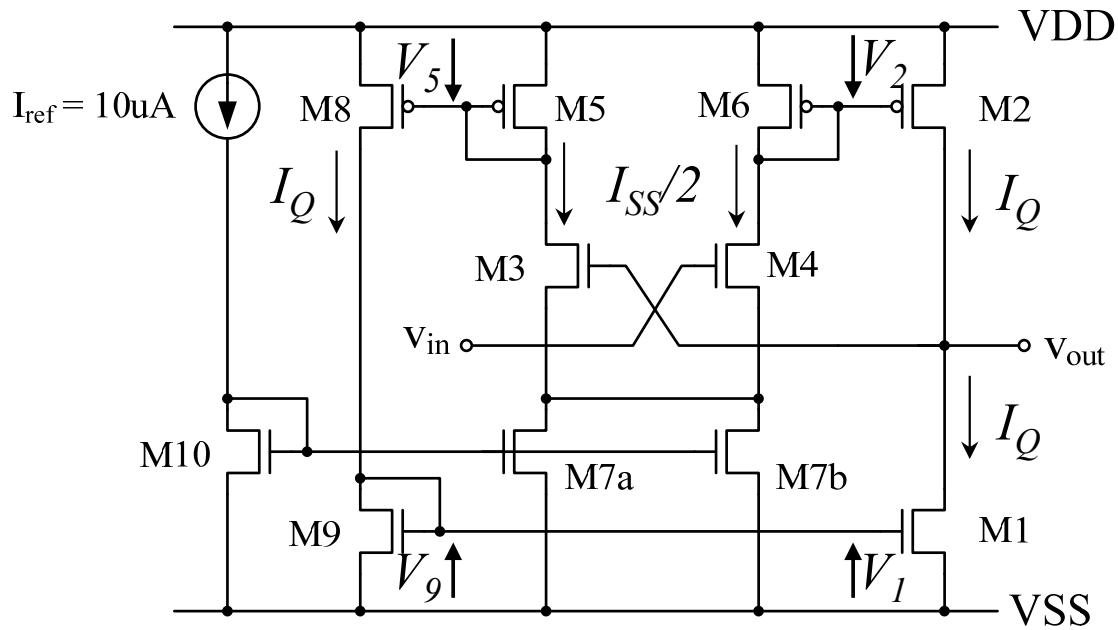 VDD
V5
V2
Iref = 10uA
M8
M5
M6
M2
IQ
ISS/2
IQ
M3
M4
vin
vout
M10
M7a
M7b
IQ
M9
M1
V9
V1
VSS